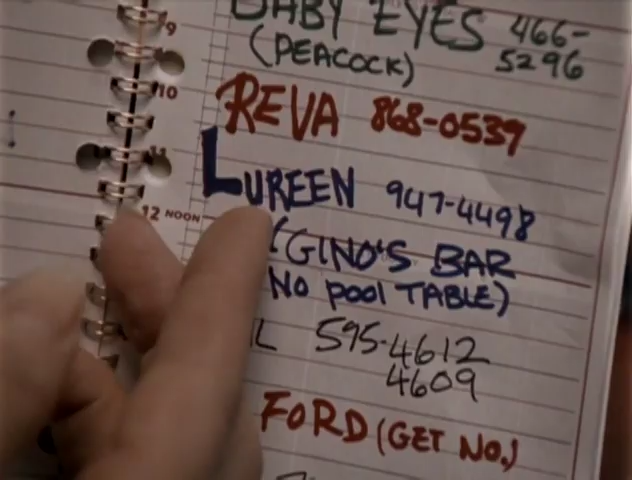 BABY EYES 466-
(PEACOCK) 5296
9
10 REVA 868-0539
11
LUREEN 947-4498
12 NOON
(GINO'S BAR
NO POOL TABLE)
L 595-4612
4609
FORD (GET NO.)